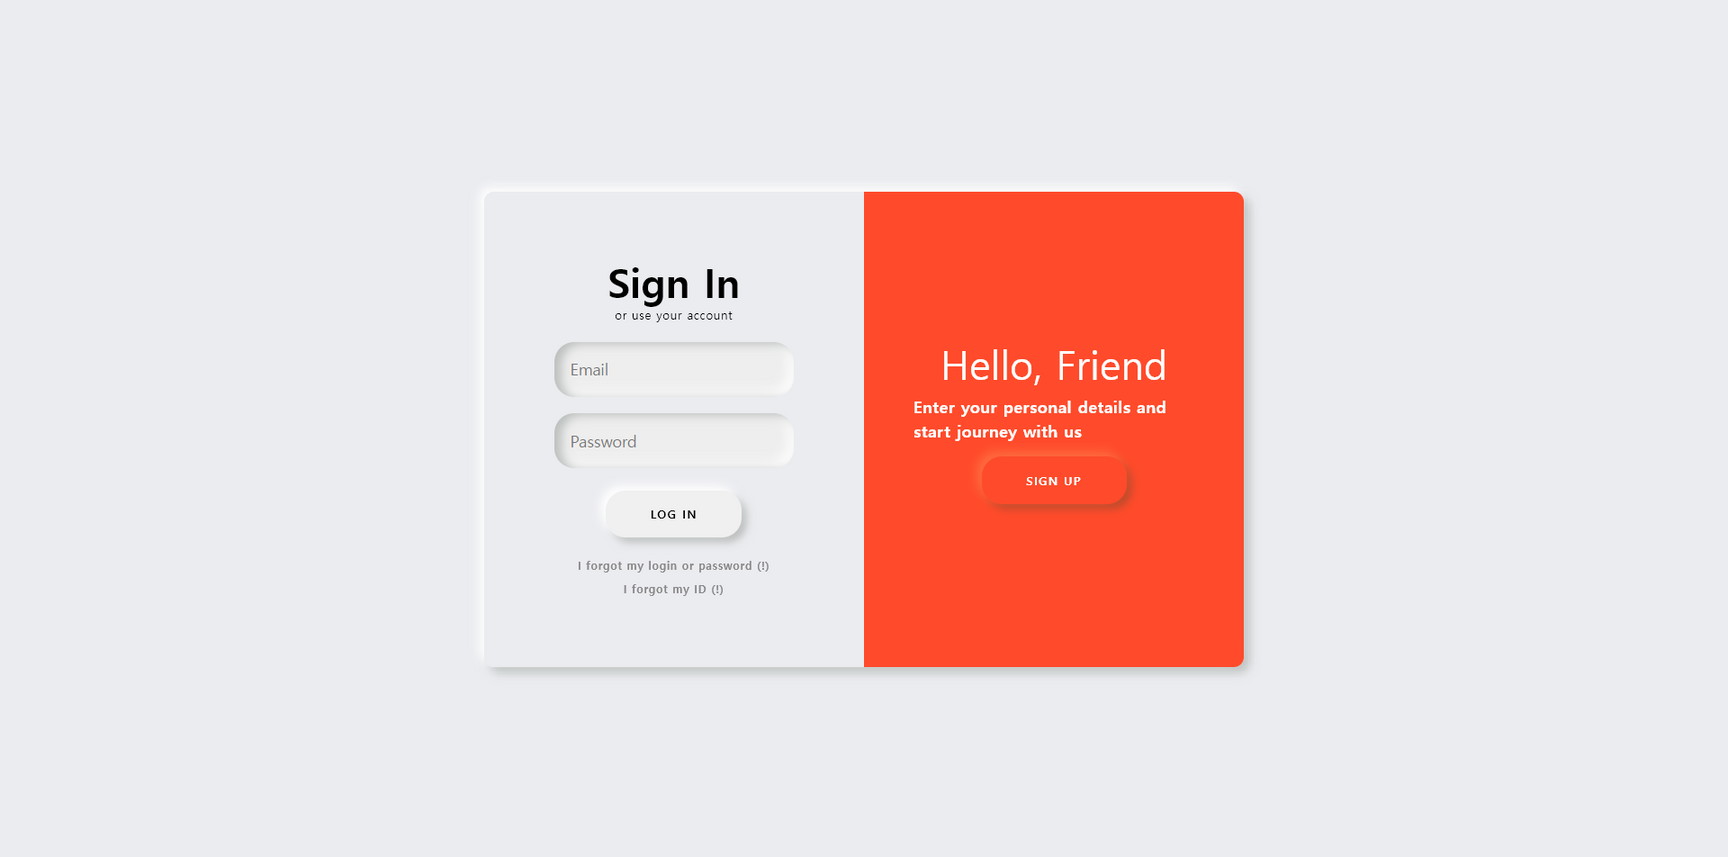 Sign In
or use your account
Email
Password
LOG IN
I forgot my login or password (!)
I forgot my ID (!)
Hello, Friend
Enter your personal details and
start journey with us
SIGN UP